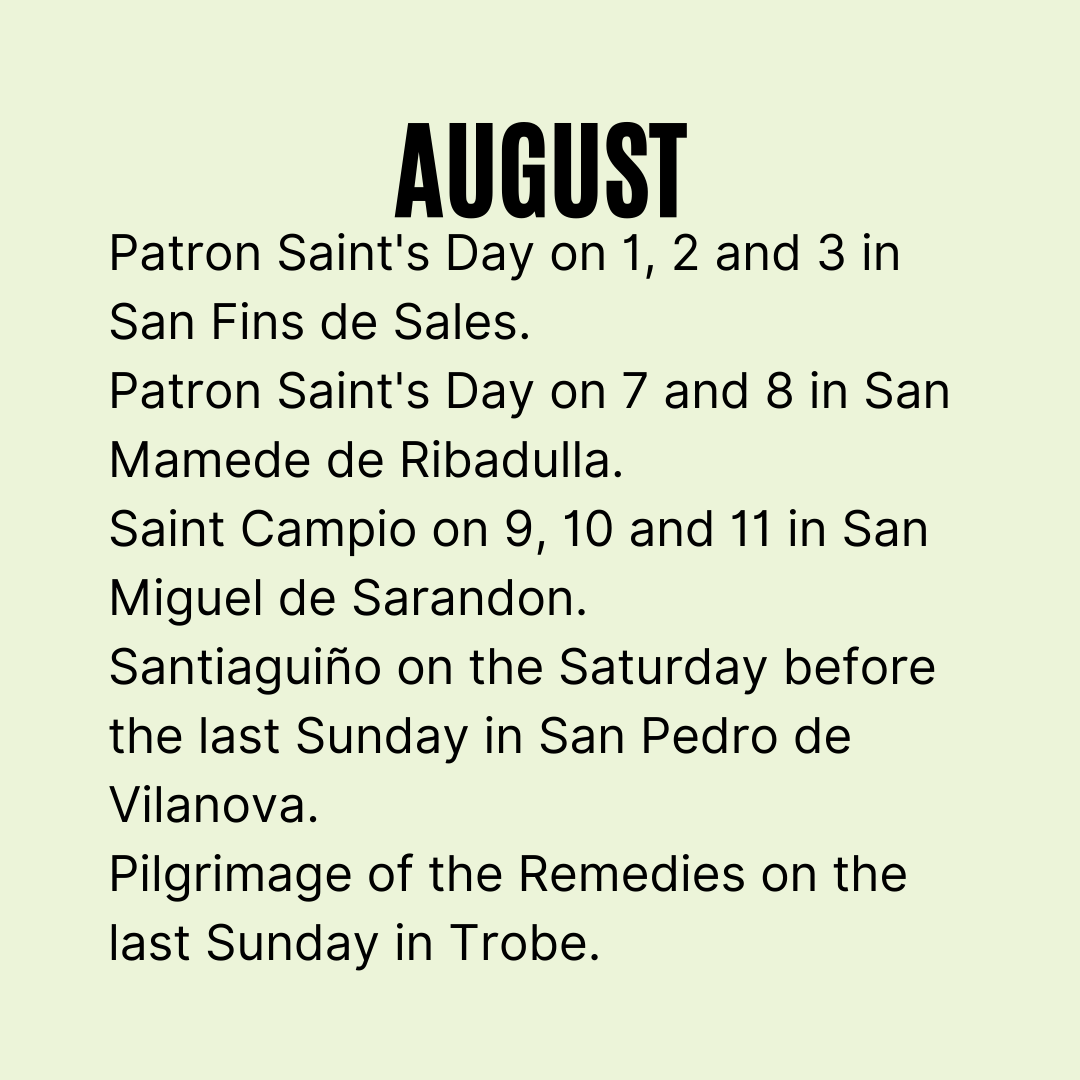 AUGUST
Patron Saint's Day on 1, 2 and 3 in
San Fins de Sales.
Patron Saint's Day on 7 and 8 in San
Mamede de Ribadulla.
Saint Campio on 9, 10 and 11 in San
Miguel de Sarandon.
Santiaguiño on the Saturday before
the last Sunday in San Pedro de
Vilanova.
Pilgrimage of the Remedies on the
last Sunday in Trobe.